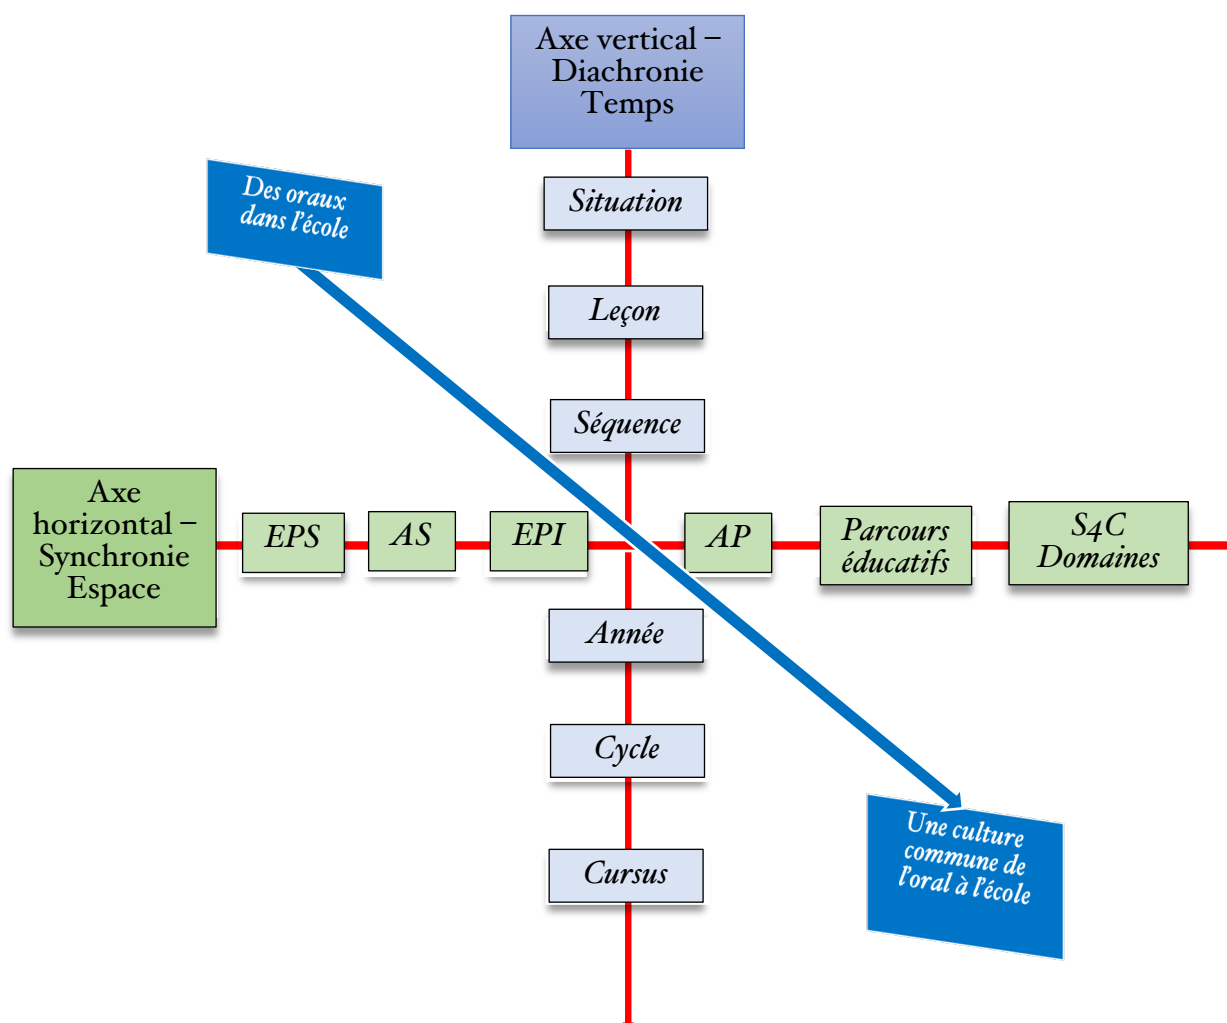 Axe vertical –
Diachronie
Temps
Des oraux
dans l’école
Situation
Leçon
Séquence
Axe
horizontal –
Synchronie
Espace
EPS
AS
EPI
AP
Parcours
éducatifs
S4C
Domaines
Année
Cycle
Cursus
Une culture
commune de
l’oral à l’école